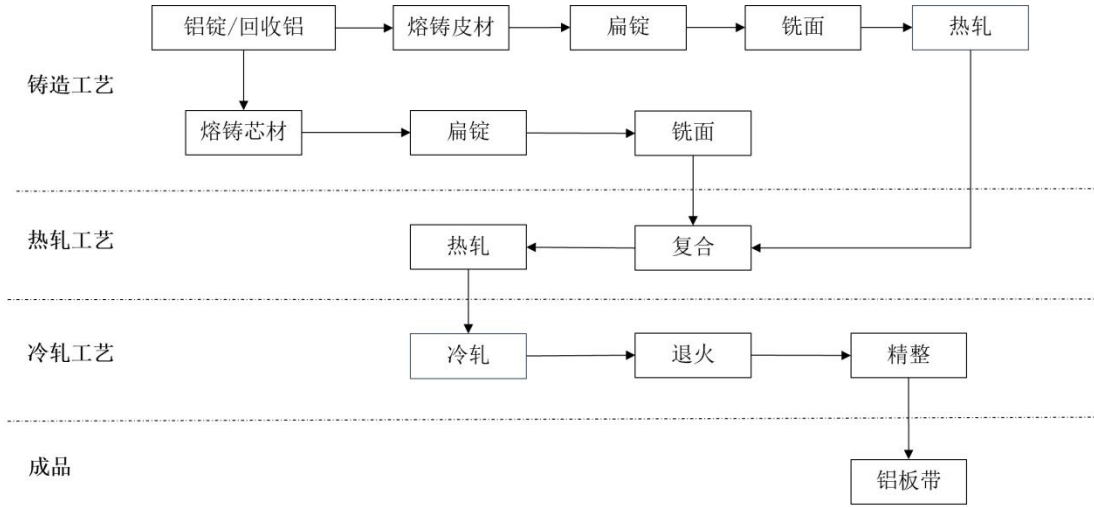 铝锭/回收铝
熔铸皮材
扁锭
铣面
热轧
铸造工艺
熔铸芯材
扁锭
铣面
热轧工艺
热轧
复合
冷轧工艺
冷轧
退火
精整
成品
铝板带